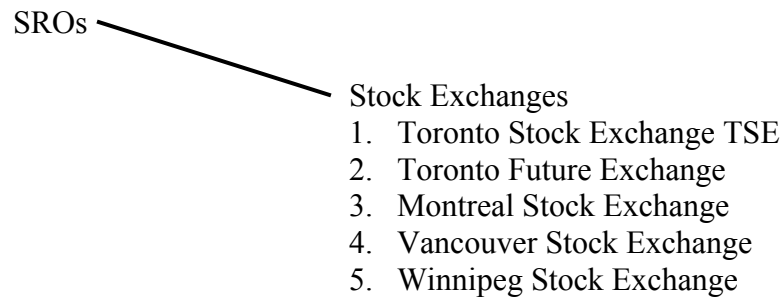 SROs
Stock Exchanges
1. Toronto Stock Exchange TSE
2. Toronto Future Exchange
3. Montreal Stock Exchange
4. Vancouver Stock Exchange
5. Winnipeg Stock Exchange